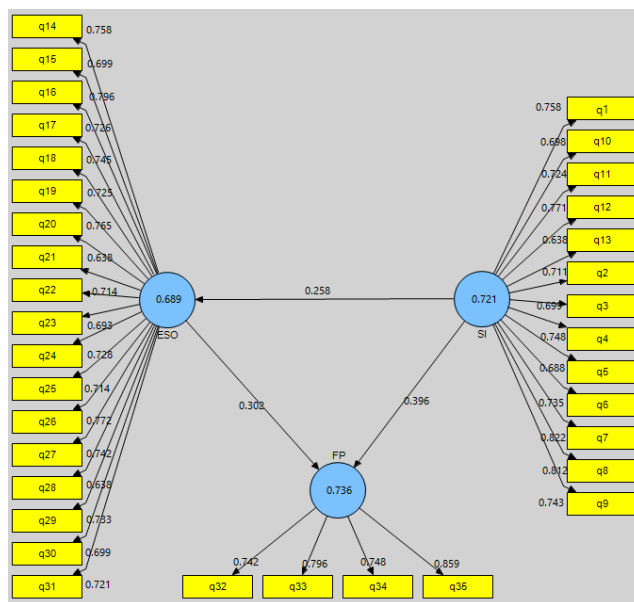 q14 0.758
q15 0.699
q16 0.796
q17 0.726
q18 0.745
q19 0.725
q20 0.765
q21 0.638
q22 0.714
q23 0.693
q24 0.728
q25 0.714
q26 0.772
q27 0.742
q28 0.638
q29 0.733
q30 0.699
q31 0.721
0.689
ESO
0.258
0.721
SI
0.758 q1
0.698 q10
0.724 q11
0.771 q12
0.638 q13
0.711 q2
0.699 q3
0.748 q4
0.688 q5
0.735 q6
0.822 q7
0.812 q8
0.743 q9
0.302
0.396
FP
0.736
0.742 0.796 0.748 0.859
q32 q33 q34 q35